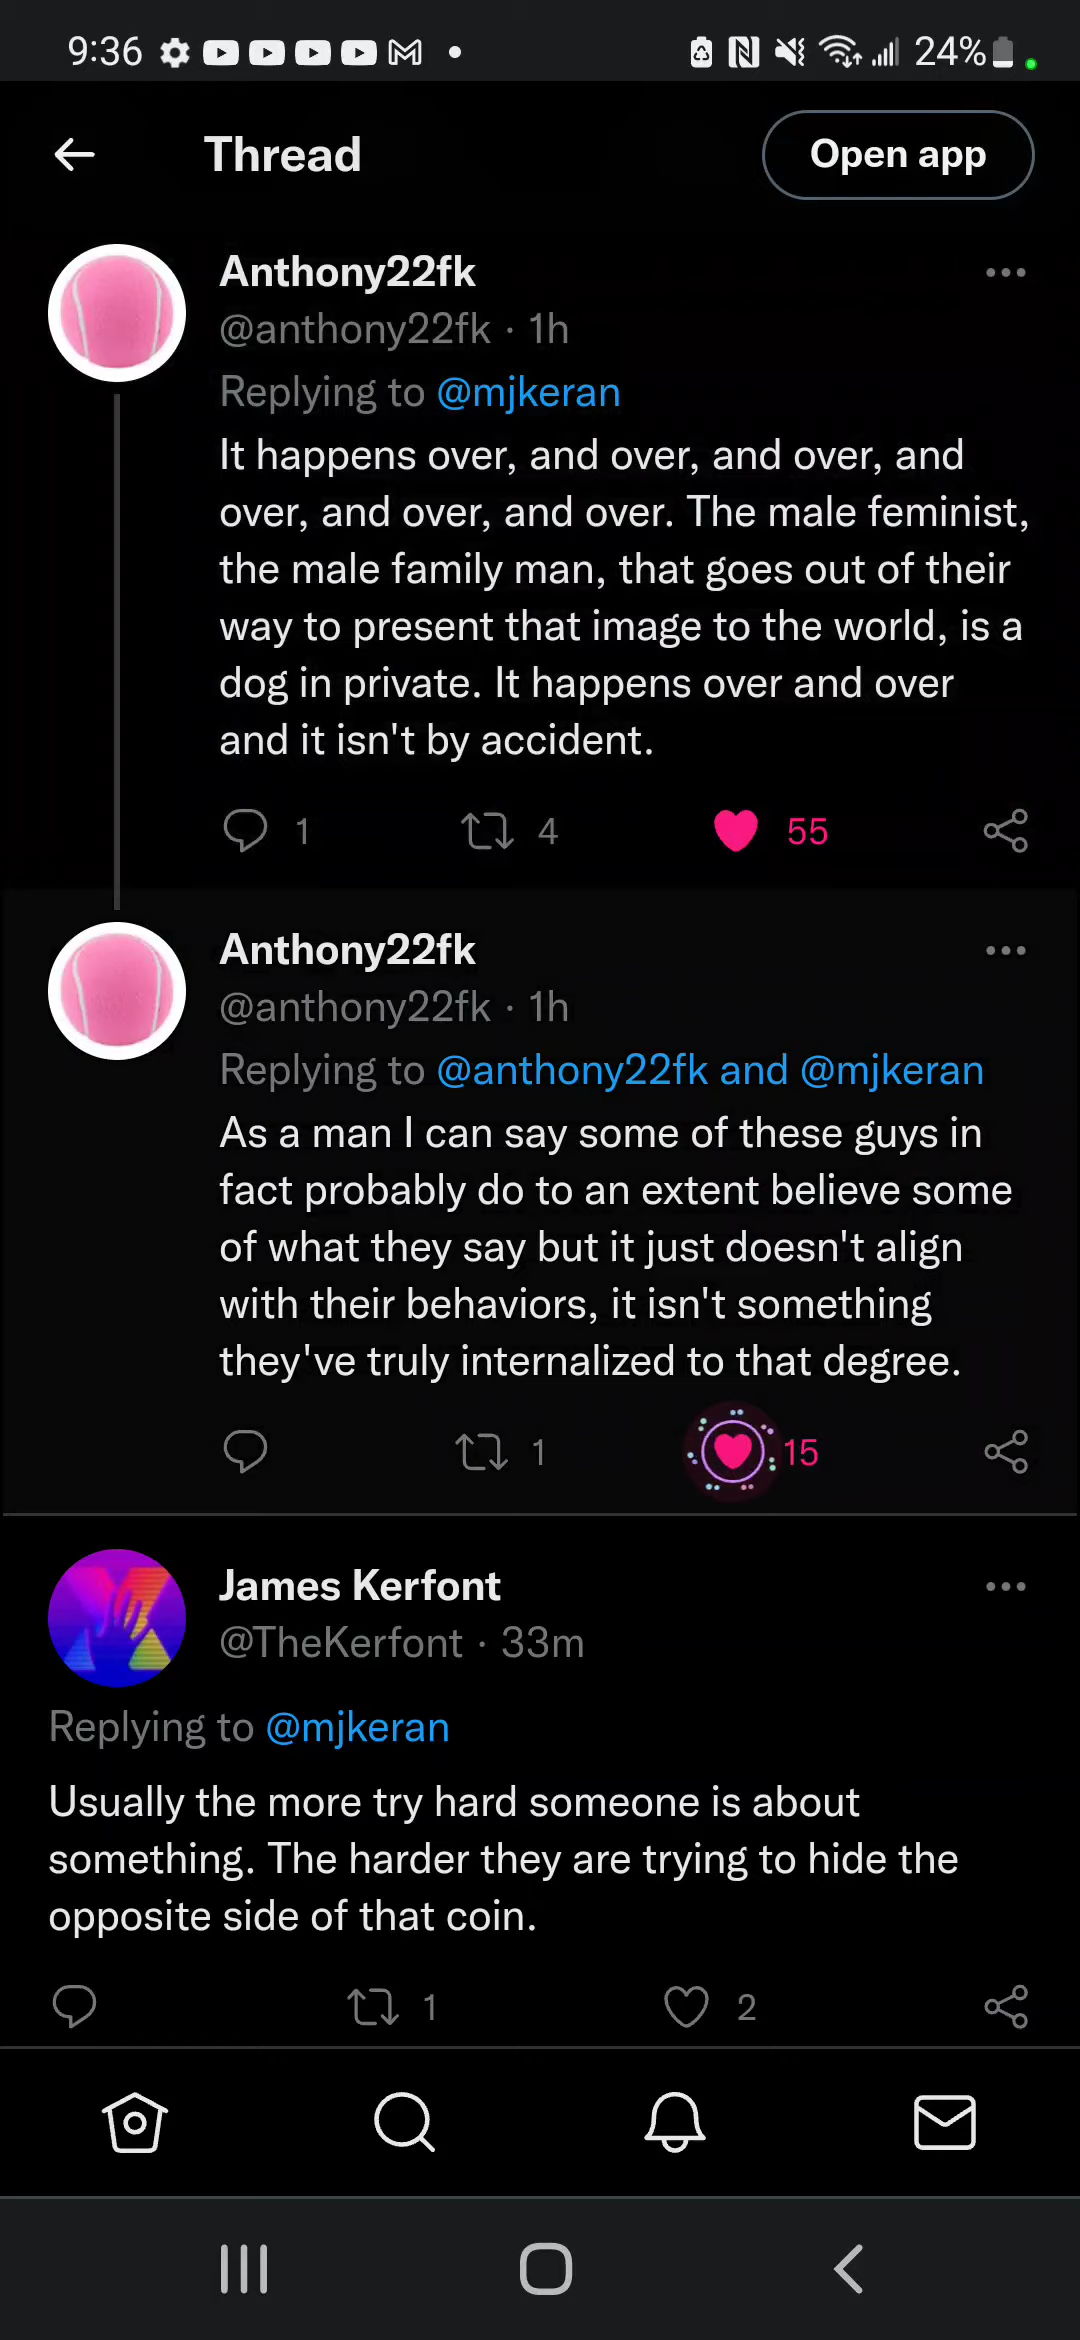 9:36 24%
Thread Open app
Anthony22fk
@anthony22fk · 1h
Replying to @mjkeran
It happens over, and over, and over, and
over, and over, and over. The male feminist,
the male family man, that goes out of their
way to present that image to the world, is a
dog in private. It happens over and over
and it isn't by accident.
1 4 55
Anthony22fk
@anthony22fk · 1h
Replying to @anthony22fk and @mjkeran
As a man I can say some of these guys in
fact probably do to an extent believe some
of what they say but it just doesn't align
with their behaviors, it isn't something
they've truly internalized to that degree.
1 15
James Kerfont
@TheKerfont · 33m
Replying to @mjkeran
Usually the more try hard someone is about
something. The harder they are trying to hide the
opposite side of that coin.
1 2